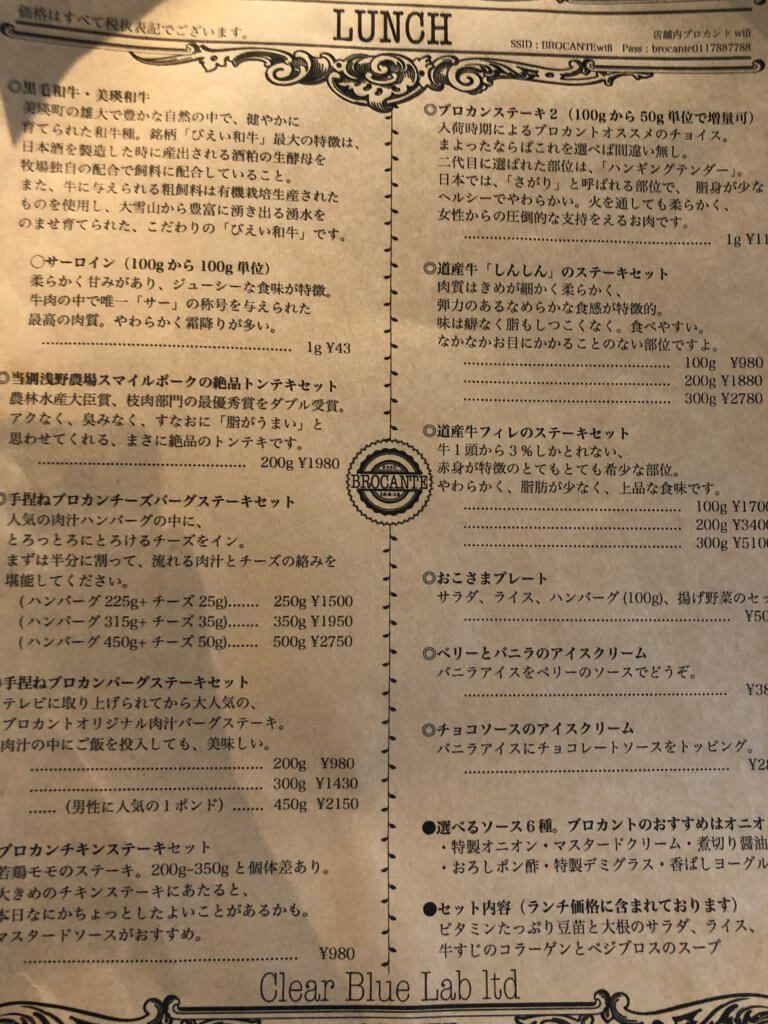 価格はすべて税抜表記でございます。
LUNCH
店舗内ブロカント wifi
SSID : BROCANTEwifi Pass : brocante0117887788
◎黒毛和牛・美瑛和牛
美瑛町の雄大で豊かな自然の中で、健やかに
育てられた和牛種。銘柄「びえい和牛」最大の特徴は、
日本酒を製造した時に産出される酒粕の生酵母を
牧場独自の配合で飼料に配合していること。
また、牛に与えられる粗飼料は有機栽培生産された
ものを使用し、大雪山から豊富に湧き出る湧水を
のませ育てられた、こだわりの「びえい和牛」です。
◯サーロイン（100gから100g単位）
柔らかく甘みがあり、ジューシーな食味が特徴。
牛肉の中で唯一「サー」の称号を与えられた
最高の肉質。やわらかく霜降りが多い。
1g ¥43
◎当別浅野農場スマイルポークの絶品トンテキセット
農林水産大臣賞、枝肉部門の最優秀賞をダブル受賞。
アクなく、臭みなく、すなおに「脂がうまい」と
思わせてくれる、まさに絶品のトンテキです。
200g ¥1980
◎手捏ねブロカンチーズバーグステーキセット
人気の肉汁ハンバーグの中に、
とろっとろにとろけるチーズをイン。
まずは半分に割って、流れる肉汁とチーズの絡みを
堪能してください。
(ハンバーグ 225g+ チーズ 25g)....... 250g ¥1500
(ハンバーグ 315g+ チーズ 35g)....... 350g ¥1950
(ハンバーグ 450g+ チーズ 50g)....... 500g ¥2750
手捏ねブロカンバーグステーキセット
テレビに取り上げられてから大人気の、
ブロカントオリジナル肉汁バーグステーキ。
肉汁の中にご飯を投入しても、美味しい。
200g ¥980
300g ¥1430
...... (男性に人気の1ポンド)...... 450g ¥2150
ブロカンチキンステーキセット
若鶏モモのステーキ。200g~350gと個体差あり。
大きめのチキンステーキにあたると、
本日なにかちょっとしたよいことがあるかも。
マスタードソースがおすすめ。
¥980
BROCANTE
◎ブロカンステーキ2（100gから50g単位で増量可）
入荷時期によるブロカントオススメのチョイス。
まよったならばこれを選べば間違い無し。
二代目に選ばれた部位は、「ハンギングテンダー」。
日本では、「さがり」と呼ばれる部位で、 脂身が少な
ヘルシーでやわらかい。火を通しても柔らかく、
女性からの圧倒的な支持をえるお肉です。
1g ¥11
◎道産牛「しんしん」のステーキセット
肉質はきめが細かく柔らかく、
弾力のあるなめらかな食感が特徴的。
味は癖なく脂もしつこくなく。食べやすい。
なかなかお目にかかることのない部位ですよ。
100g ¥980
200g ¥1880
300g ¥2780
◎道産牛フィレのステーキセット
牛1頭から3％しかとれない、
赤身が特徴のとてもとても希少な部位。
やわらかく、脂肪が少なく、上品な食味です。
100g ¥1700
200g ¥3400
300g ¥5100
◎おこさまプレート
サラダ、ライス、ハンバーグ (100g)、揚げ野菜のセッ
¥50
◎ベリーとバニラのアイスクリーム
バニラアイスをベリーのソースでどうぞ。
¥38
◎チョコソースのアイスクリーム
バニラアイスにチョコレートソースをトッピング。
¥28
●選べるソース6種。ブロカントのおすすめはオニオ
・特製オニオン・マスタードクリーム・煮切り醤油
・おろしポン酢・特製デミグラス・香ばしヨーグル
●セット内容（ランチ価格に含まれております）
ビタミンたっぷり豆苗と大根のサラダ、ライス、
牛すじのコラーゲンとベジブロスのスープ
Clear Blue Lab ltd